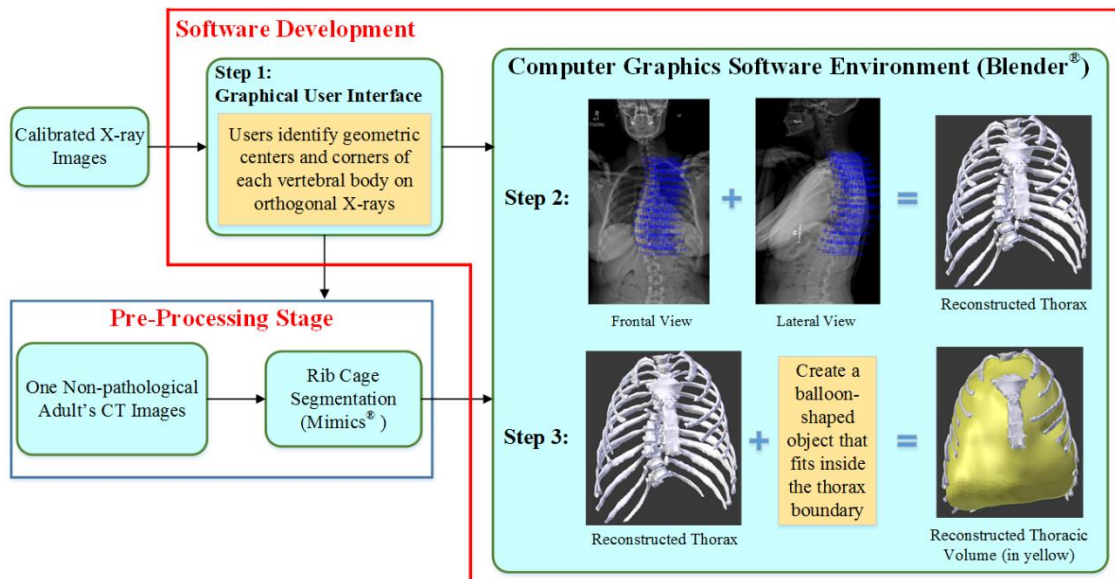 Software Development
Calibrated X-ray
Images
Step 1:
Graphical User Interface
Users identify geometric
centers and corners of
each vertebral body on
orthogonal X-rays
Pre-Processing Stage
One Non-pathological
Adult's CT Images
Rib Cage
Segmentation
(Mimics®)
Computer Graphics Software Environment (Blender®)
Step 2:
+
=
Frontal View
Lateral View
Reconstructed Thorax
Step 3:
+
Create a
balloon-
shaped
object that
fits inside
the thorax
boundary
=
Reconstructed Thorax
Reconstructed Thoracic
Volume (in yellow)